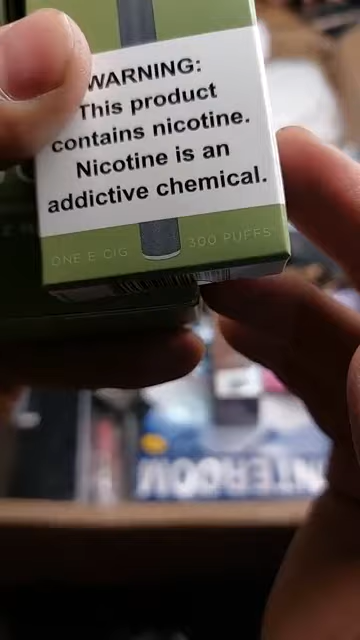 WARNING:
This product
contains nicotine.
Nicotine is an
addictive chemical.
ONE E CIG 300 PUFFS